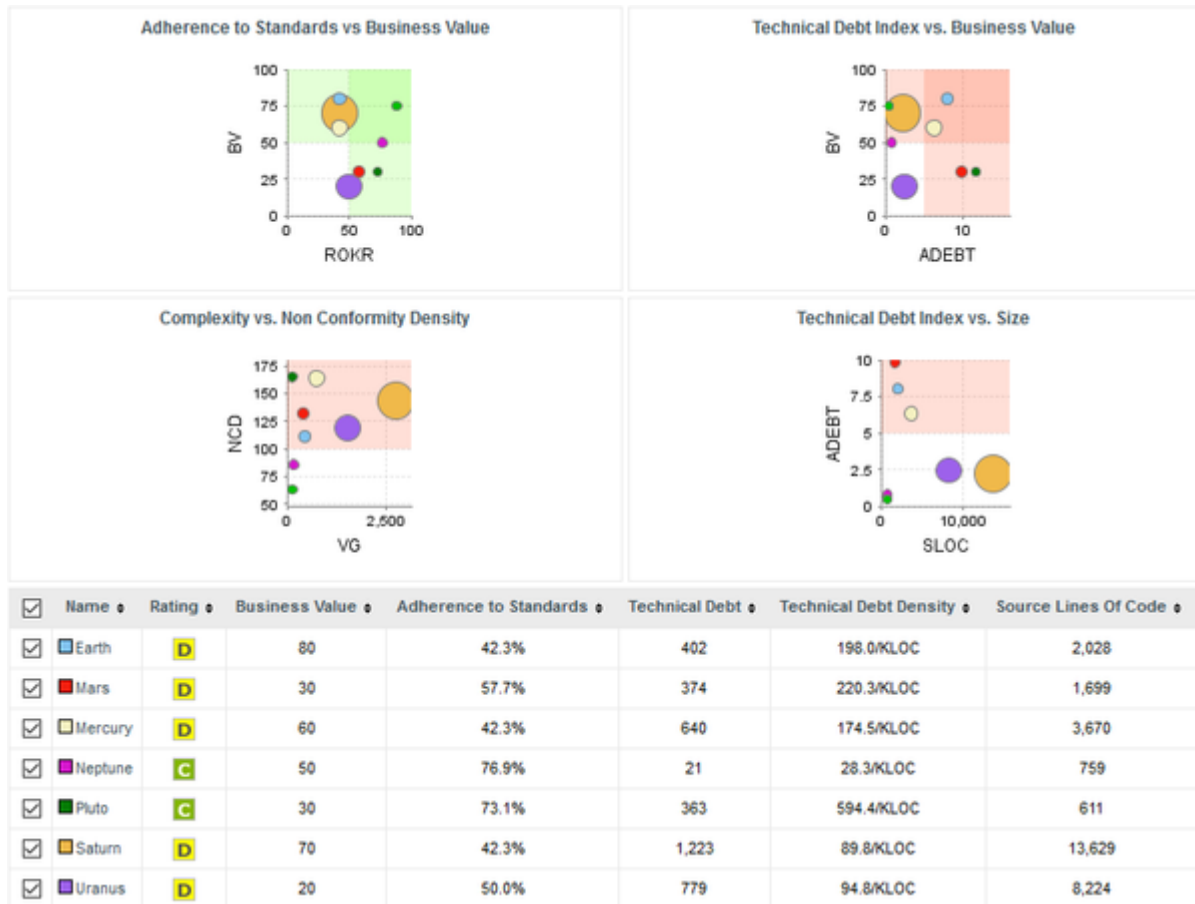 Adherence to Standards vs Business Value
100
75
50
25
0
BV
0 50 100
ROKR
Technical Debt Index vs. Business Value
100
75
50
25
0
BV
0 10
ADEBT
Complexity vs. Non Conformity Density
175
150
125
100
75
50
NCD
0 2,500
VG
Technical Debt Index vs. Size
10
7.5
5
2.5
0
ADEBT
0 10,000
SLOC
Name Rating Business Value Adherence to Standards Technical Debt Technical Debt Density Source Lines Of Code
Earth D 80 42.3% 402 198.0/KLOC 2,028
Mars D 30 57.7% 374 220.3/KLOC 1,699
Mercury D 60 42.3% 640 174.5/KLOC 3,670
Neptune C 50 76.9% 21 28.3/KLOC 759
Pluto C 30 73.1% 363 594.4/KLOC 611
Saturn D 70 42.3% 1,223 89.8/KLOC 13,629
Uranus D 20 50.0% 779 94.8/KLOC 8,224